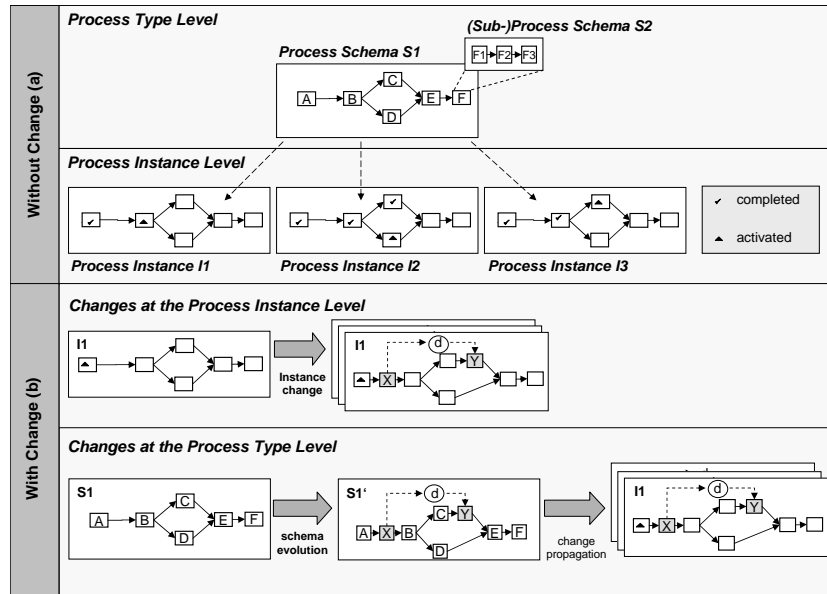 Without Change (a)
Process Type Level
(Sub-)Process Schema S2
Process Schema S1
F1 F2 F3
A B C D E F
Process Instance Level
completed
activated
Process Instance I1
Process Instance I2
Process Instance I3
With Change (b)
Changes at the Process Instance Level
I1
Instance
change
I1
d
X Y
Changes at the Process Type Level
S1
A B C D E F
schema
evolution
S1‘
d
A X B C Y D E F
change
propagation
I1
d
X Y